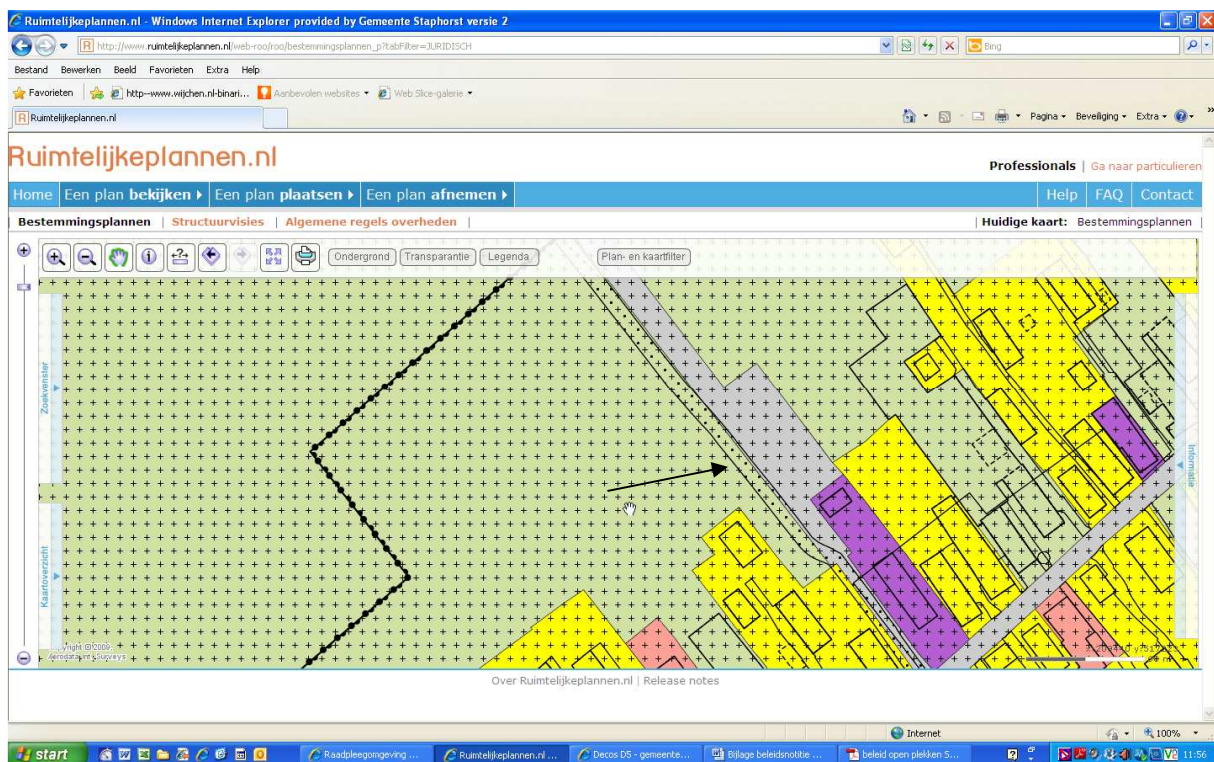 Ruimtelijkeplannen.nl - Windows Internet Explorer provided by Gemeente Staphorst versie 2
http://www.ruimtelijkeplannen.nl/web-roo/roo/bestemmingsplannen_p?tabFilter=JURIDISCH
Bing
Bestand Bewerken Beeld Favorieten Extra Help
Favorieten http--www.wijchen.nl-binari... Aanbevolen websites Web Slice-galerie
Ruimtelijkeplannen.nl
Pagina Beveiliging Extra
Ruimtelijkeplannen.nl
Professionals | Ga naar particulieren
Home Een plan bekijken Een plan plaatsen Een plan afnemen Help FAQ Contact
| Bestemmingsplannen | Structuurvisies | Algemene regels overheden | | Huidige kaart: Bestemmingsplannen |
Ondergrond Transparantie Legenda Plan- en kaartfilter
Zoekvenster
Informatie
Kaartoverzicht
Over Ruimtelijkeplannen.nl | Release notes
Internet 100%
start Raadpleegomgeving ... Ruimtelijkeplannen.nl ... Decos D5 - gemeente... Bijlage beleidsnotitie ... beleid open plekken S... 11:56